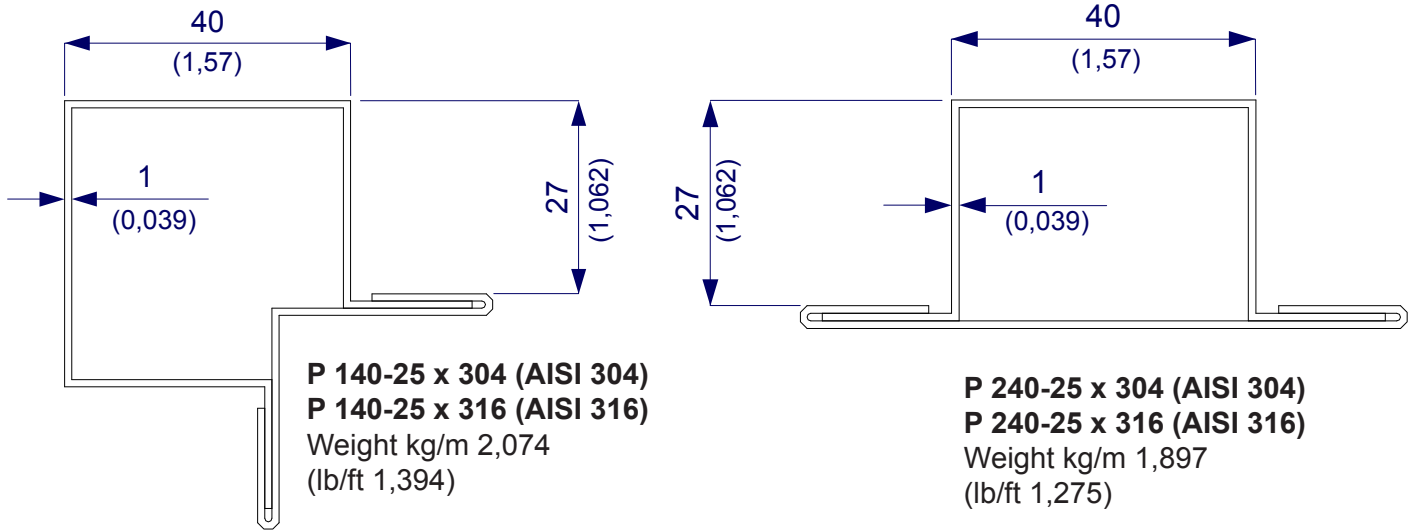 40
(1,57)
1
(0,039)
27
(1,062)
P 140-25 x 304 (AISI 304)
P 140-25 x 316 (AISI 316)
Weight kg/m 2,074
(lb/ft 1,394)
40
(1,57)
27
(1,062)
1
(0,039)
P 240-25 x 304 (AISI 304)
P 240-25 x 316 (AISI 316)
Weight kg/m 1,897
(lb/ft 1,275)